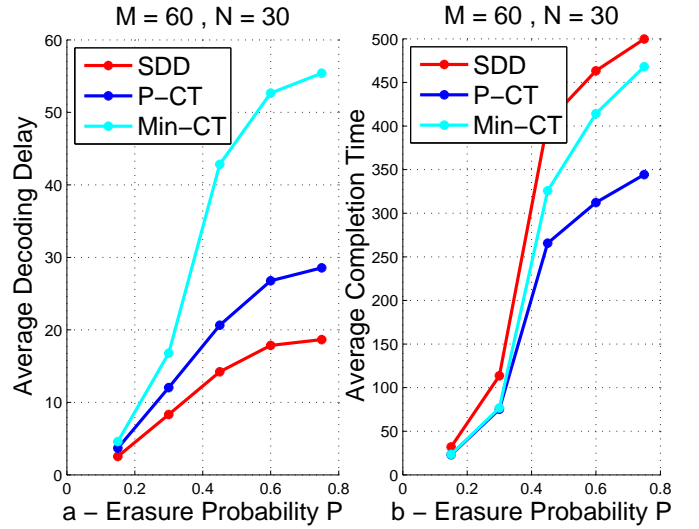 M = 60 , N = 30
60
50
40
30
20
10
0
Average Decoding Delay
SDD
P−CT
Min−CT
0
0.2
0.4
0.6
0.8
a − Erasure Probability P
M = 60 , N = 30
500
450
400
350
300
250
200
150
100
50
0
Average Completion Time
SDD
P−CT
Min−CT
0
0.2
0.4
0.6
0.8
b − Erasure Probability P